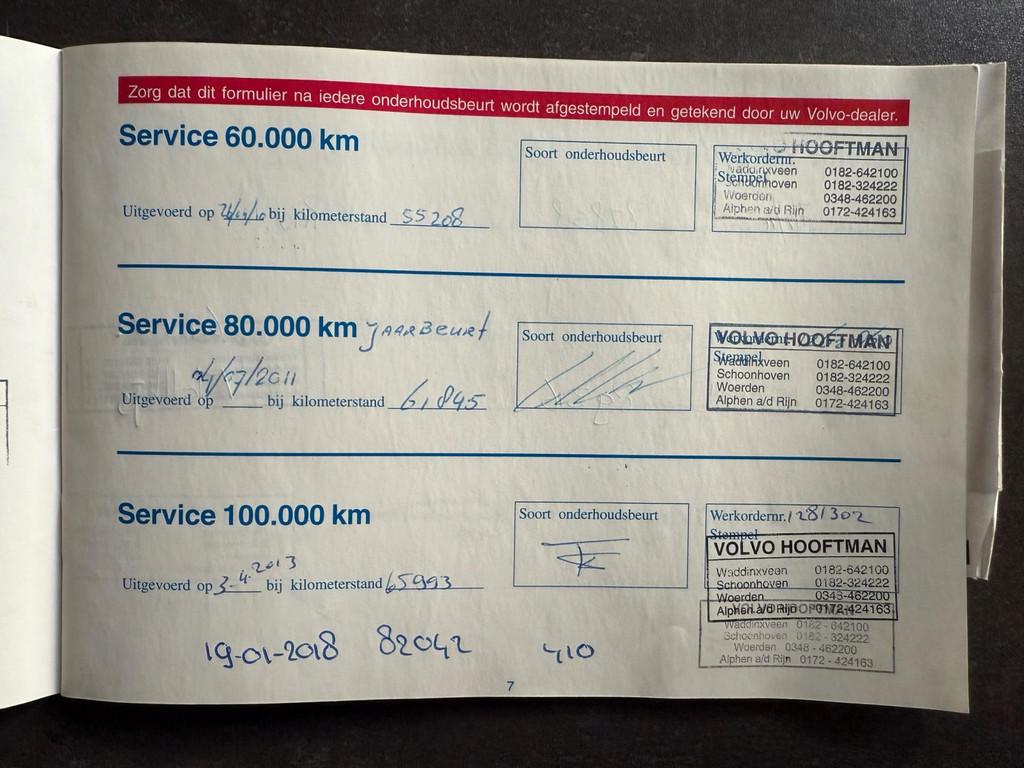 Zorg dat dit formulier na iedere onderhoudsbeurt wordt afgestempeld en getekend door uw Volvo-dealer.
Service 60.000 km
Uitgevoerd op bij kilometerstand 55208
Soort onderhoudsbeurt
Werkordernr.
Stempel
HOOFTMAN
Waddinxveen 0182-642100
Schoonhoven 0182-324222
Woerden 0348-462200
Alphen a/d Rijn 0172-424163
Service 80.000 km JAARBEURT
04/07/2011
Uitgevoerd op bij kilometerstand 61845
Soort onderhoudsbeurt
Werkordernr.
Stempel
VOLVO HOOFTMAN
Waddinxveen 0182-642100
Schoonhoven 0182-324222
Woerden 0348-462200
Alphen a/d Rijn 0172-424163
Service 100.000 km
Uitgevoerd op 3-4-2013 bij kilometerstand 65993
Soort onderhoudsbeurt
Werkordernr. 1281302
Stempel
VOLVO HOOFTMAN
Waddinxveen 0182-642100
Schoonhoven 0182-324222
Woerden 0348-462200
Alphen a/d Rijn 0172-424163
VOLVO HOOFTMAN
Waddinxveen 0182 - 642100
Schoonhoven 0182 - 324222
Woerden 0348 - 462200
Alphen a/d Rijn 0172 - 424163
19-01-2018 82042 410
7